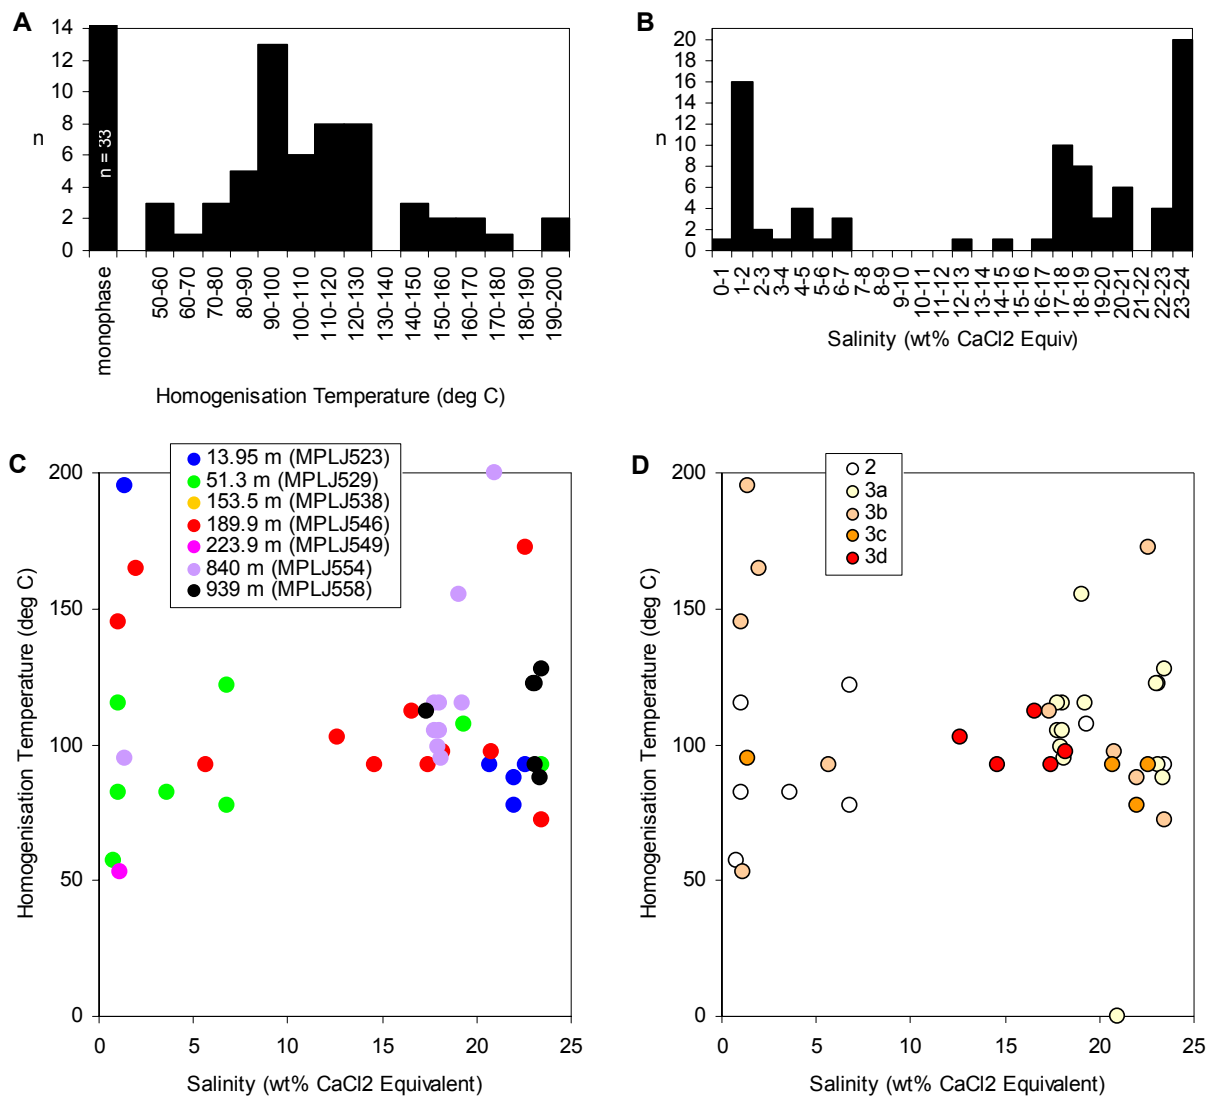 A
14
12
10
8
6
4
2
0
n
n = 33
monophase
50-60
60-70
70-80
80-90
90-100
100-110
110-120
120-130
130-140
140-150
150-160
160-170
170-180
180-190
190-200
Homogenisation Temperature (deg C)
B
20
18
16
14
12
10
8
6
4
2
0
n
0-1
1-2
2-3
3-4
4-5
5-6
6-7
7-8
8-9
9-10
10-11
11-12
12-13
13-14
14-15
15-16
16-17
17-18
18-19
19-20
20-21
21-22
22-23
23-24
Salinity (wt% CaCl2 Equiv)
C
13.95 m (MPLJ523)
51.3 m (MPLJ529)
153.5 m (MPLJ538)
189.9 m (MPLJ546)
223.9 m (MPLJ549)
840 m (MPLJ554)
939 m (MPLJ558)
200
150
100
50
0
Homogenisation Temperature (deg C)
0 5 10 15 20 25
Salinity (wt% CaCl2 Equivalent)
D
2
3a
3b
3c
3d
200
150
100
50
0
Homogenisation Temperature (deg C)
0 5 10 15 20 25
Salinity (wt% CaCl2 Equivalent)